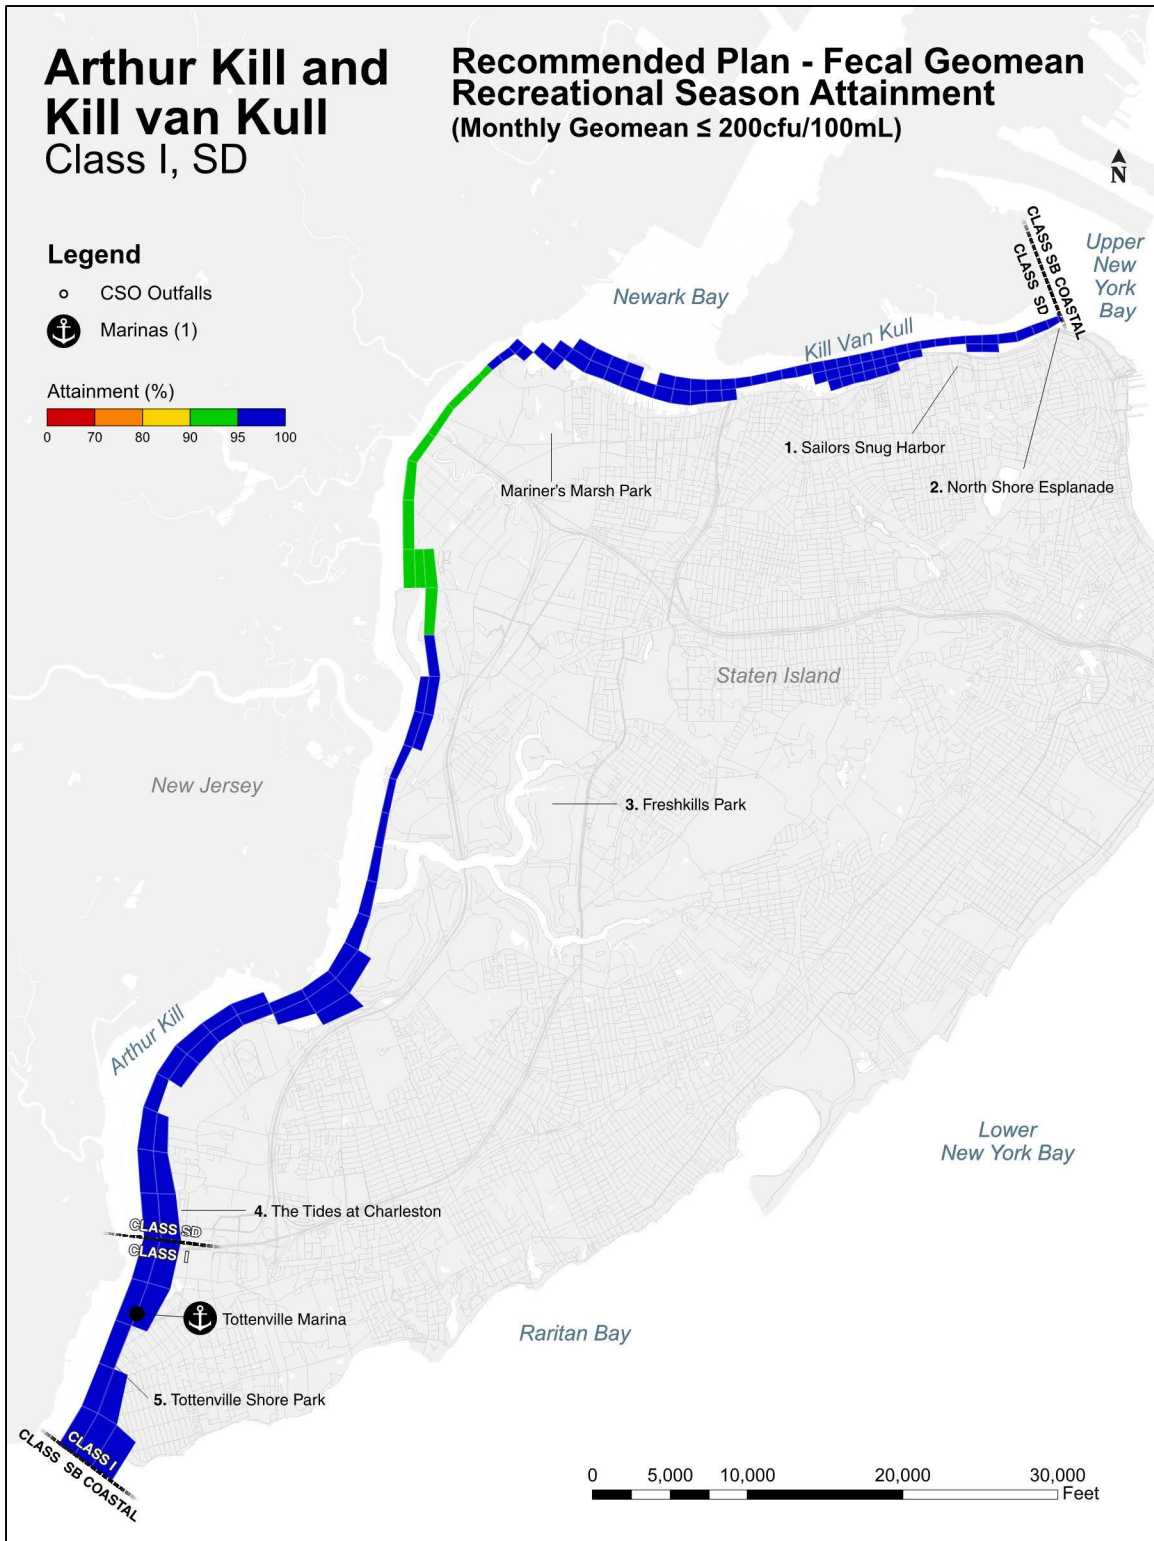 Arthur Kill and
Kill van Kull
Class I, SD
Recommended Plan - Fecal Geomean
Recreational Season Attainment
(Monthly Geomean ≤ 200cfu/100mL)
N
Legend
CSO Outfalls
Marinas (1)
Attainment (%)
0 70 80 90 95 100
CLASS SB COASTAL
CLASS SD
Upper
New
York
Bay
Newark Bay
Kill Van Kull
1. Sailors Snug Harbor
2. North Shore Esplanade
Mariner's Marsh Park
Staten Island
New Jersey
3. Freshkills Park
Arthur Kill
Lower
New York Bay
4. The Tides at Charleston
CLASS SD
CLASS I
Tottenville Marina
Raritan Bay
5. Tottenville Shore Park
CLASS I
CLASS SB COASTAL
0 5,000 10,000 20,000 30,000
Feet